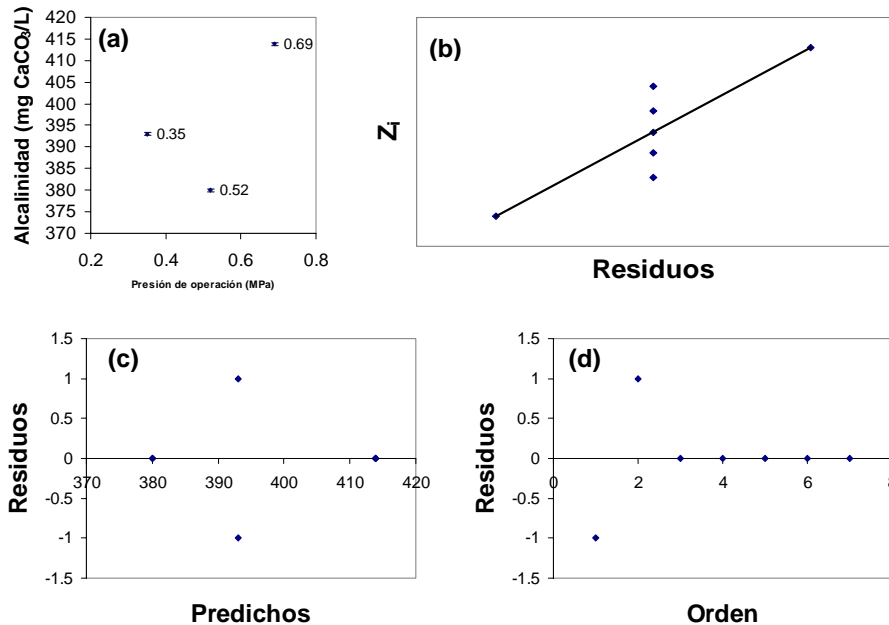 (a)
Alcalinidad (mg CaCO3/L)
420
415
410
405
400
395
390
385
380
375
370
0.69
0.35
0.52
0.2 0.4 0.6 0.8
Presión de operación (MPa)
(b)
Zi
Residuos
(c)
Residuos
1.5
1
0.5
0
-0.5
-1
-1.5
370 380 390 400 410 420
Predichos
(d)
Residuos
1.5
1
0.5
0
-0.5
-1
-1.5
0 2 4 6 8
Orden